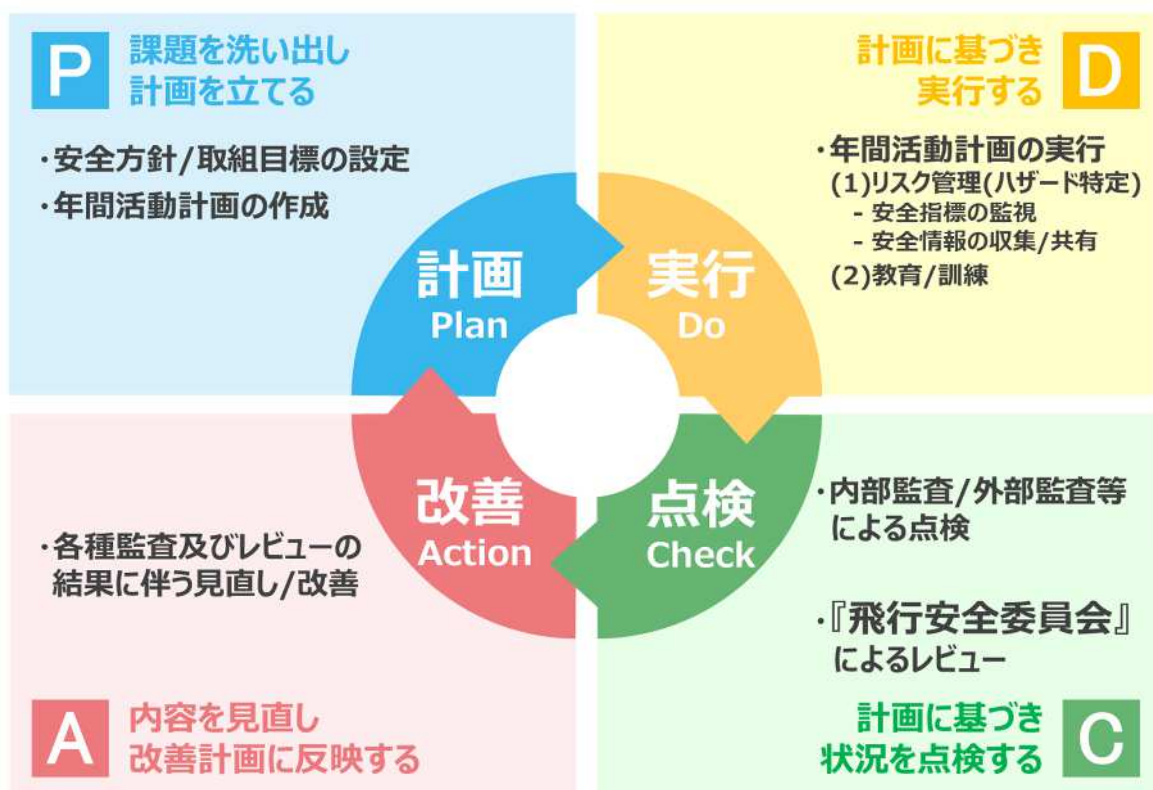 P
課題を洗い出し
計画を立てる
・安全方針/取組目標の設定
・年間活動計画の作成
計画に基づき
実行する
D
・年間活動計画の実行
(1)リスク管理(ハザード特定)
- 安全指標の監視
- 安全情報の収集/共有
(2)教育/訓練
計画
Plan
実行
Do
改善
Action
点検
Check
・各種監査及びレビューの
結果に伴う見直し/改善
A
内容を見直し
改善計画に反映する
・内部監査/外部監査等
による点検
・『飛行安全委員会』
によるレビュー
計画に基づき
状況を点検する
C